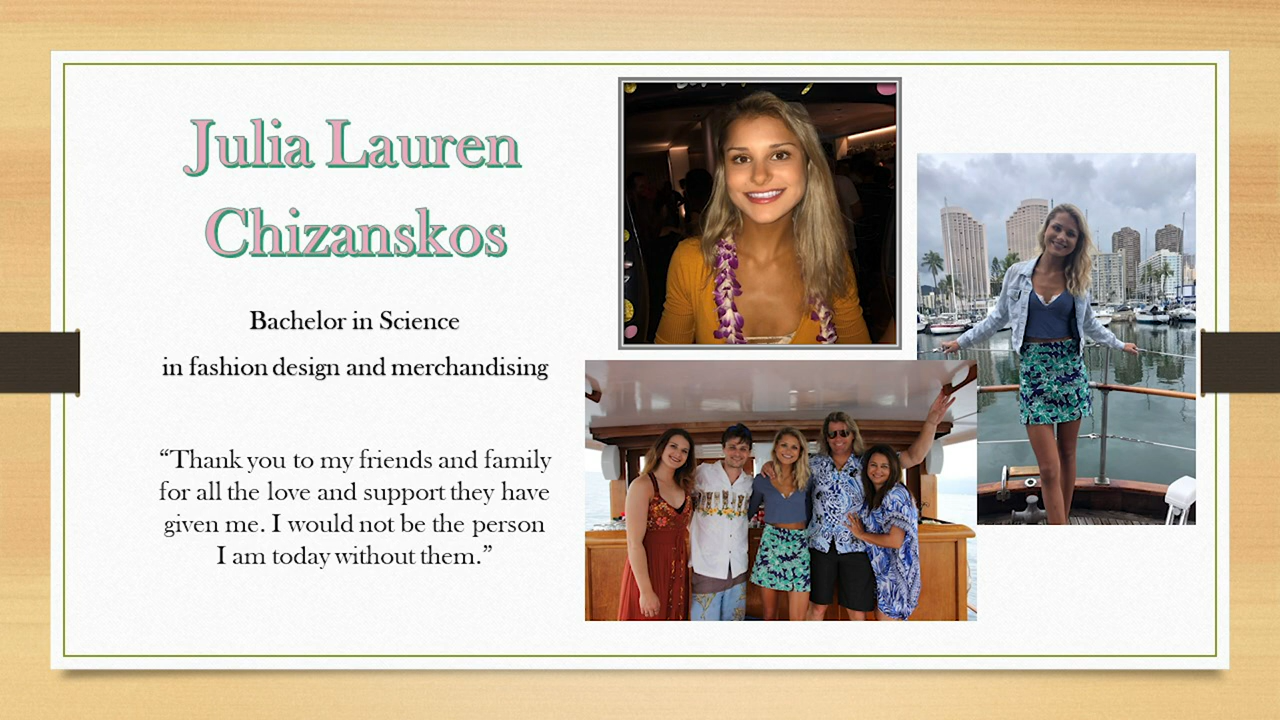 Julia Lauren
Chizanskos
Bachelor in Science
in fashion design and merchandising
“Thank you to my friends and family
for all the love and support they have
given me. I would not be the person
I am today without them.”